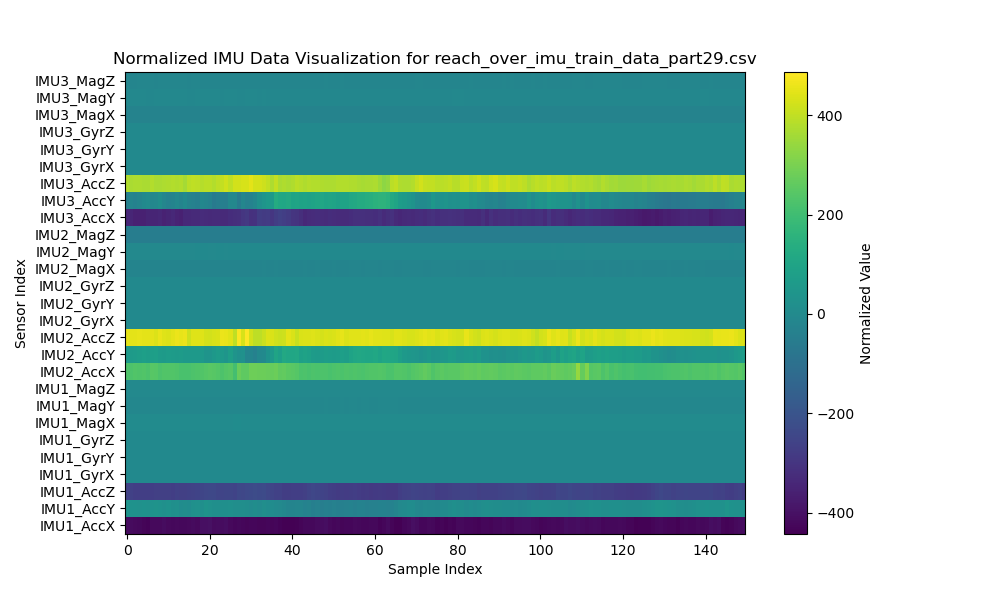 Normalized IMU Data Visualization for reach_over_imu_train_data_part29.csv
IMU3_MagZ
IMU3_MagY
IMU3_MagX
IMU3_GyrZ
IMU3_GyrY
IMU3_GyrX
IMU3_AccZ
IMU3_AccY
IMU3_AccX
IMU2_MagZ
IMU2_MagY
IMU2_MagX
IMU2_GyrZ
IMU2_GyrY
IMU2_GyrX
IMU2_AccZ
IMU2_AccY
IMU2_AccX
IMU1_MagZ
IMU1_MagY
IMU1_MagX
IMU1_GyrZ
IMU1_GyrY
IMU1_GyrX
IMU1_AccZ
IMU1_AccY
IMU1_AccX
Sensor Index
0 20 40 60 80 100 120 140
Sample Index
400
200
0
−200
−400
Normalized Value